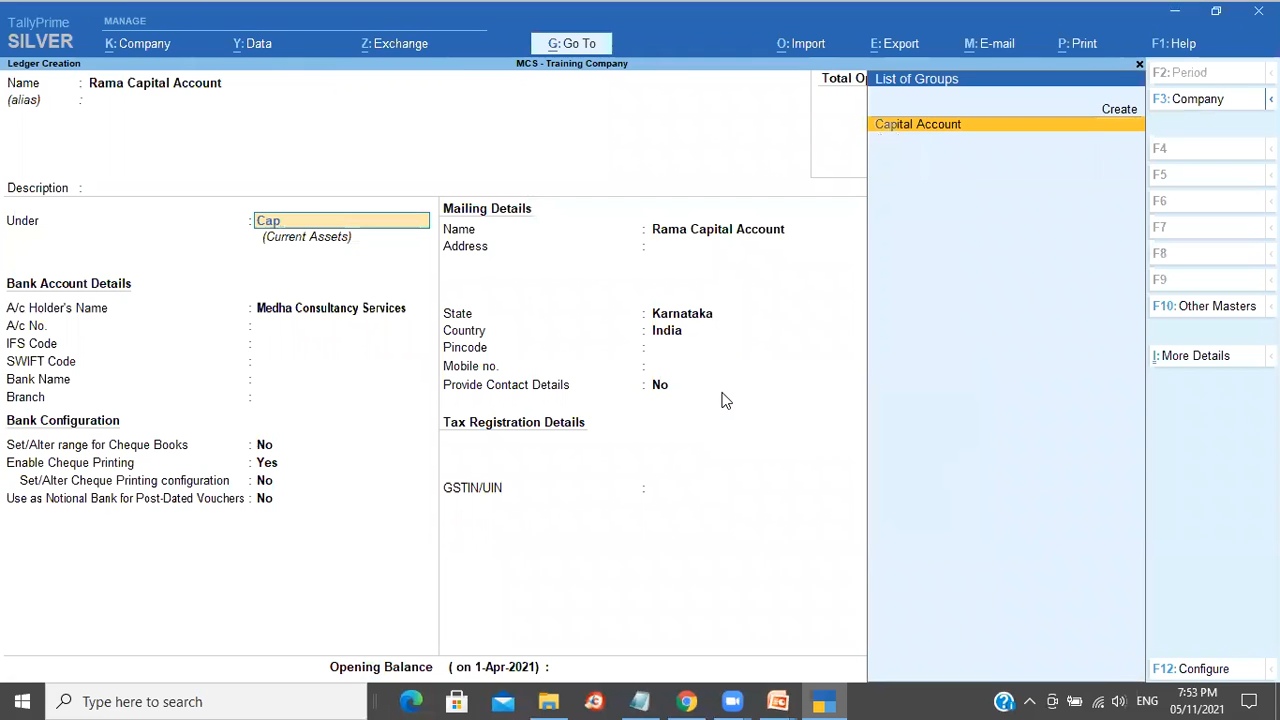 TallyPrime
SILVER
MANAGE
K: Company
Y: Data
Z: Exchange
G: Go To
O: Import
E: Export
M: E-mail
P: Print
F1: Help
Ledger Creation
MCS - Training Company
Name : Rama Capital Account
(alias) :
Total Op
Description :
Under : Cap
(Current Assets)
Bank Account Details
A/c Holder's Name : Medha Consultancy Services
A/c No. :
IFS Code :
SWIFT Code :
Bank Name :
Branch :
Bank Configuration
Set/Alter range for Cheque Books : No
Enable Cheque Printing : Yes
Set/Alter Cheque Printing configuration : No
Use as Notional Bank for Post-Dated Vouchers : No
Mailing Details
Name : Rama Capital Account
Address :
State : Karnataka
Country : India
Pincode :
Mobile no. :
Provide Contact Details : No
Tax Registration Details
GSTIN/UIN :
Opening Balance ( on 1-Apr-2021) :
List of Groups
Create
Capital Account
F2: Period
F3: Company
F4
F5
F6
F7
F8
F9
F10: Other Masters
I: More Details
F12: Configure
Type here to search
ENG
7:53 PM
05/11/2021